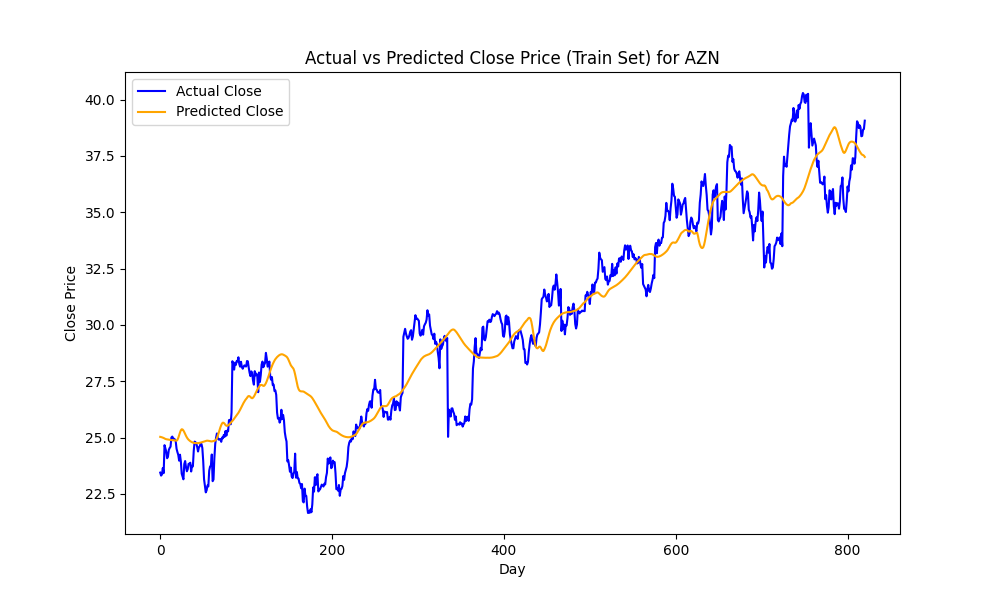 Actual vs Predicted Close Price (Train Set) for AZN
Actual Close
Predicted Close
40.0
37.5
35.0
32.5
30.0
27.5
25.0
22.5
Close Price
0 200 400 600 800
Day